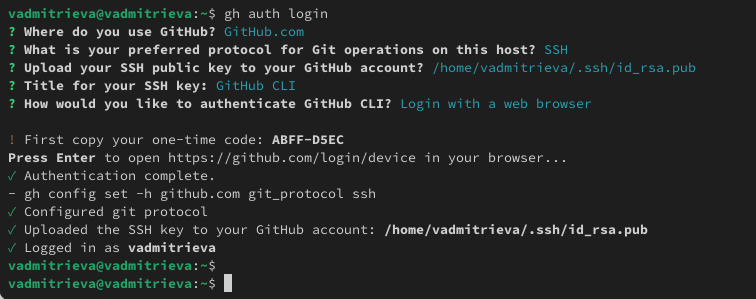 vadmitrieva@vadmitrieva:~$ gh auth login
? Where do you use GitHub? GitHub.com
? What is your preferred protocol for Git operations on this host? SSH
? Upload your SSH public key to your GitHub account? /home/vadmitrieva/.ssh/id_rsa.pub
? Title for your SSH key: GitHub CLI
? How would you like to authenticate GitHub CLI? Login with a web browser
! First copy your one-time code: ABFF-D5EC
Press Enter to open https://github.com/login/device in your browser...
✓ Authentication complete.
- gh config set -h github.com git_protocol ssh
✓ Configured git protocol
✓ Uploaded the SSH key to your GitHub account: /home/vadmitrieva/.ssh/id_rsa.pub
✓ Logged in as vadmitrieva
vadmitrieva@vadmitrieva:~$
vadmitrieva@vadmitrieva:~$